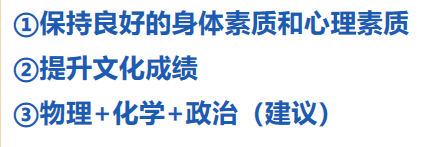 ①保持良好的身体素质和心理素质
②提升文化成绩
③物理+化学+政治（建议）